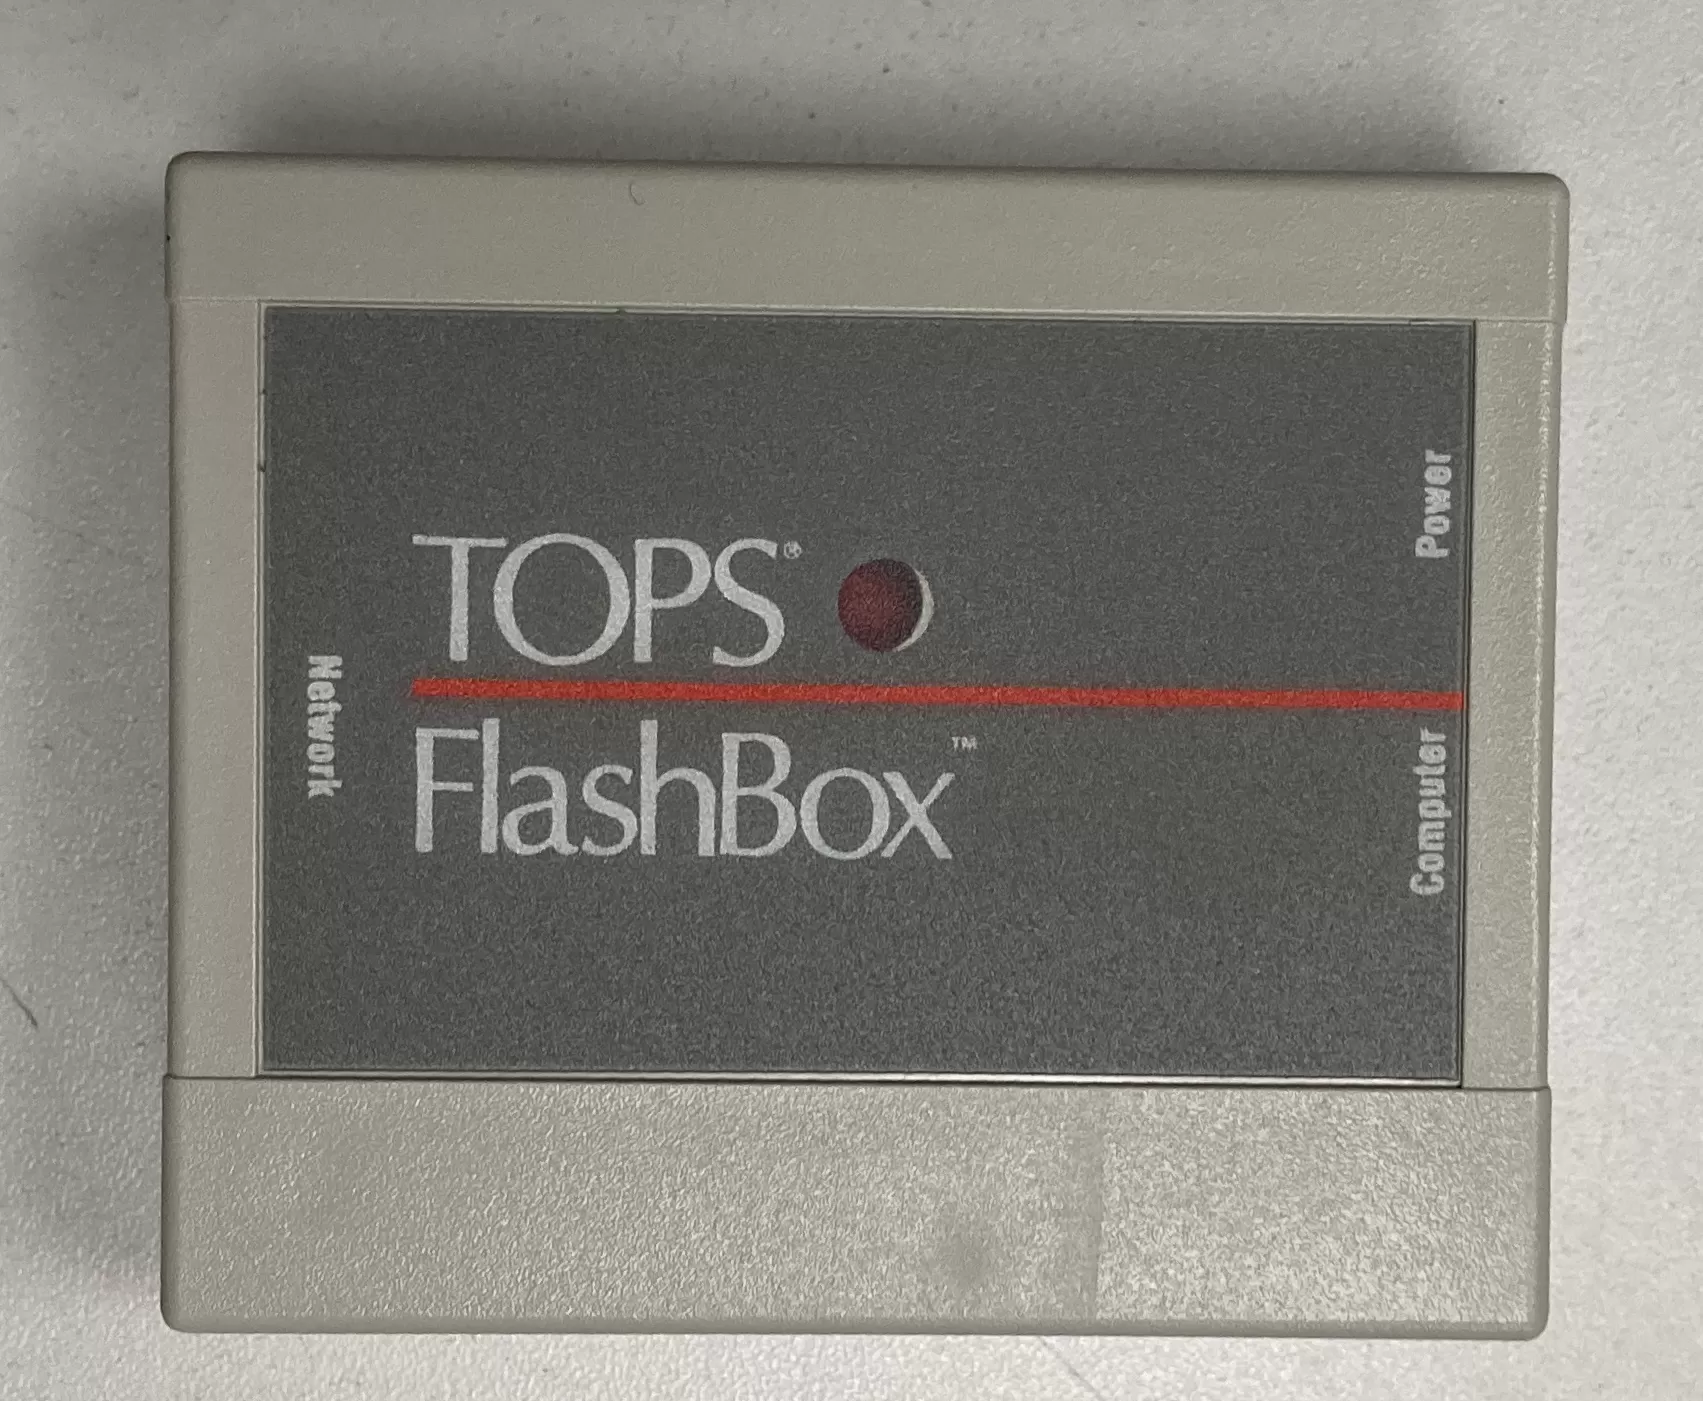 TOPS®
FlashBox™
Network
Power
Computer